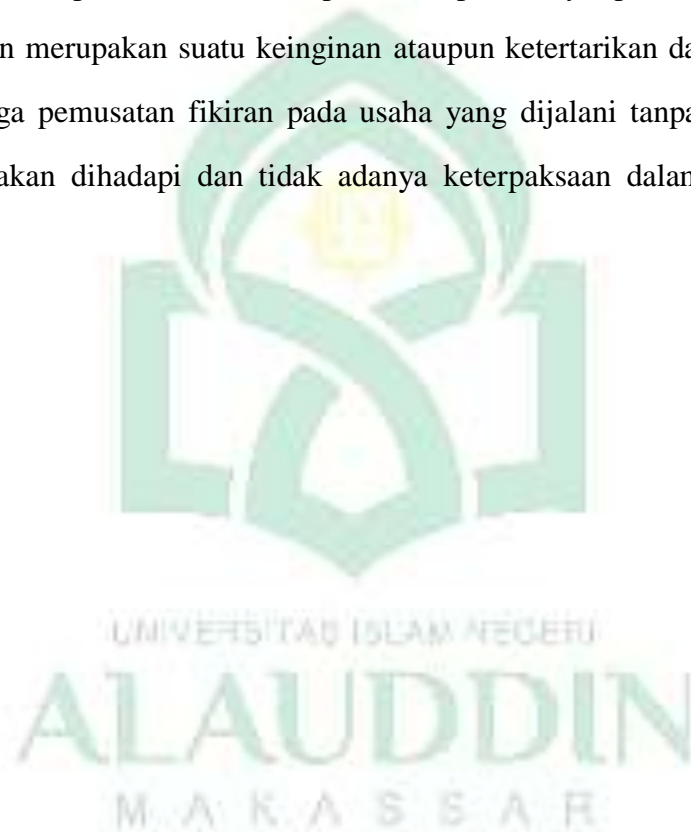 n merupakan suatu keinginan ataupun ketertarikan da
ga pemusatan fikiran pada usaha yang dijalani tanpa
akan dihadapi dan tidak adanya keterpaksaan dalam
UNIVERSITAS ISLAM NEGERI
ALAUDDIN
MAKASSAR